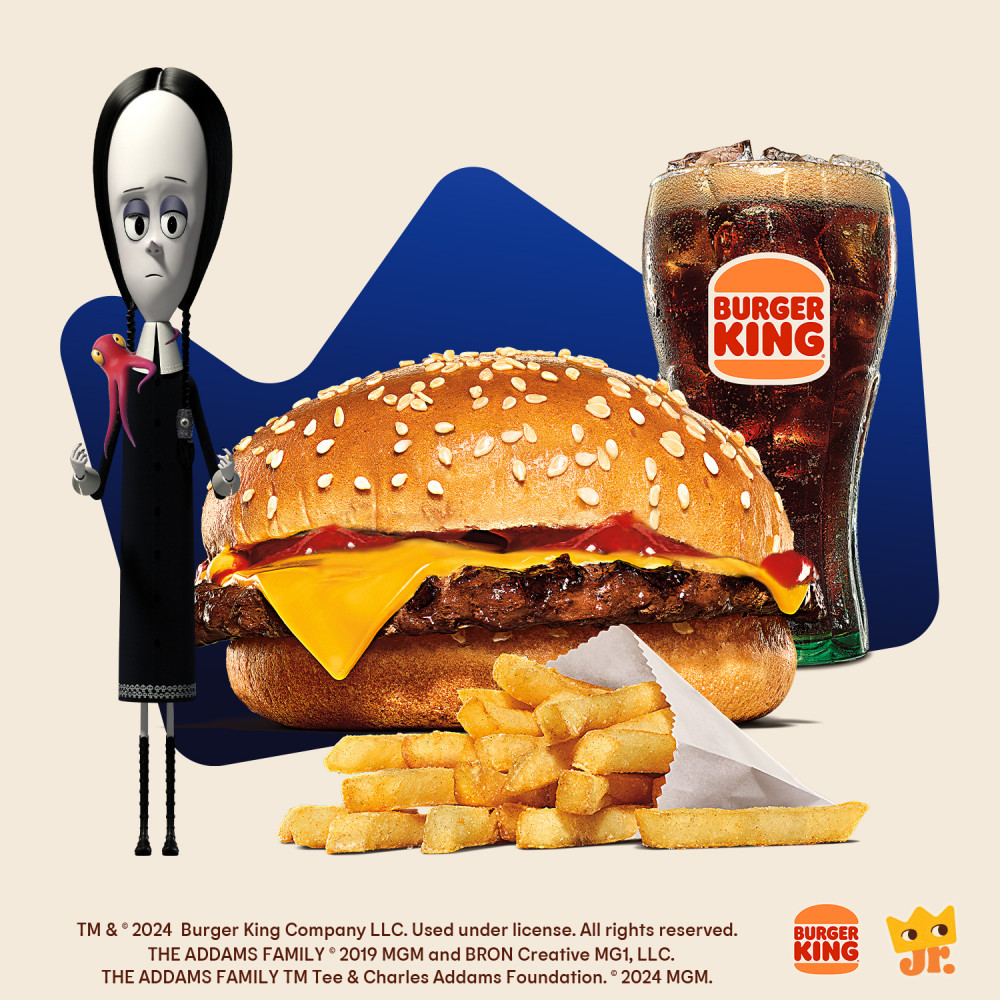 BURGER
KING
TM & © 2024 Burger King Company LLC. Used under license. All rights reserved.
THE ADDAMS FAMILY © 2019 MGM and BRON Creative MG1, LLC.
THE ADDAMS FAMILY TM Tee & Charles Addams Foundation. © 2024 MGM.
BURGER
KING
Jr.